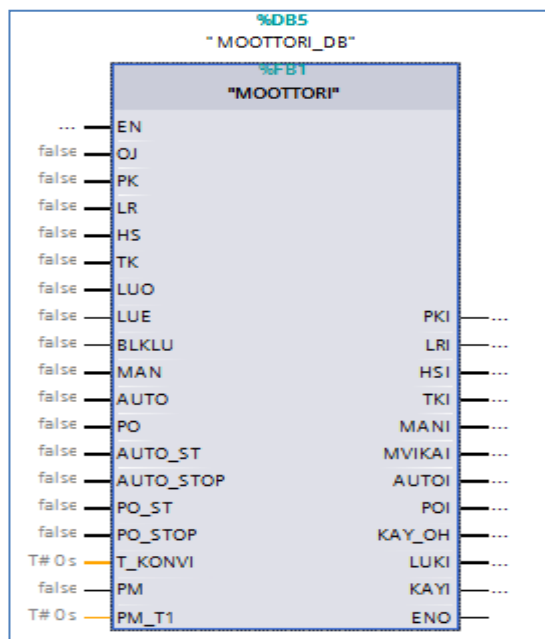 %DB5
"MOOTTORI_DB"
%FB1
"MOOTTORI"
... EN
false OJ
false PK
false LR
false HS
false TK
false LUO
false LUE PKI ...
false BLKLU LRI ...
false MAN HSI ...
false AUTO TKI ...
false PO MANI ...
false AUTO_ST MVIKAI ...
false AUTO_STOP AUTOI ...
false PO_ST POI ...
false PO_STOP KAY_OH ...
T#0s T_KONVI LUKI ...
false PM KAYI ...
T#0s PM_T1 ENO